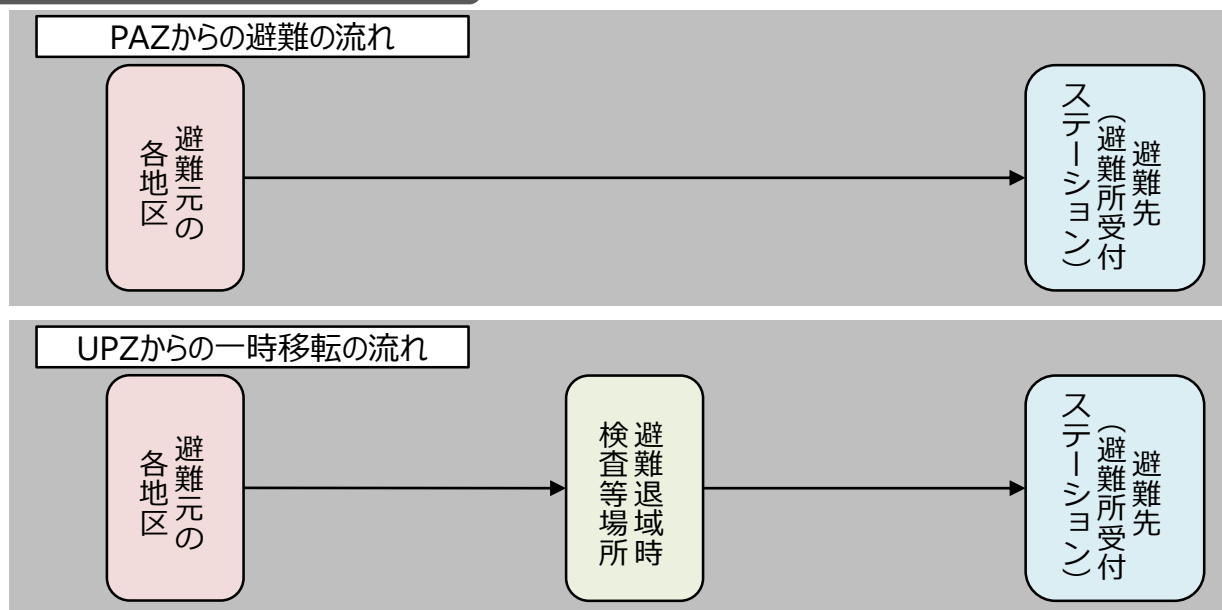 PAZからの避難の流れ
避難元の
各地区
避難先
(避難所受付
ステーション)
UPZからの一時移転の流れ
避難元の
各地区
避難退域時
検査等場所
避難先
(避難所受付
ステーション)